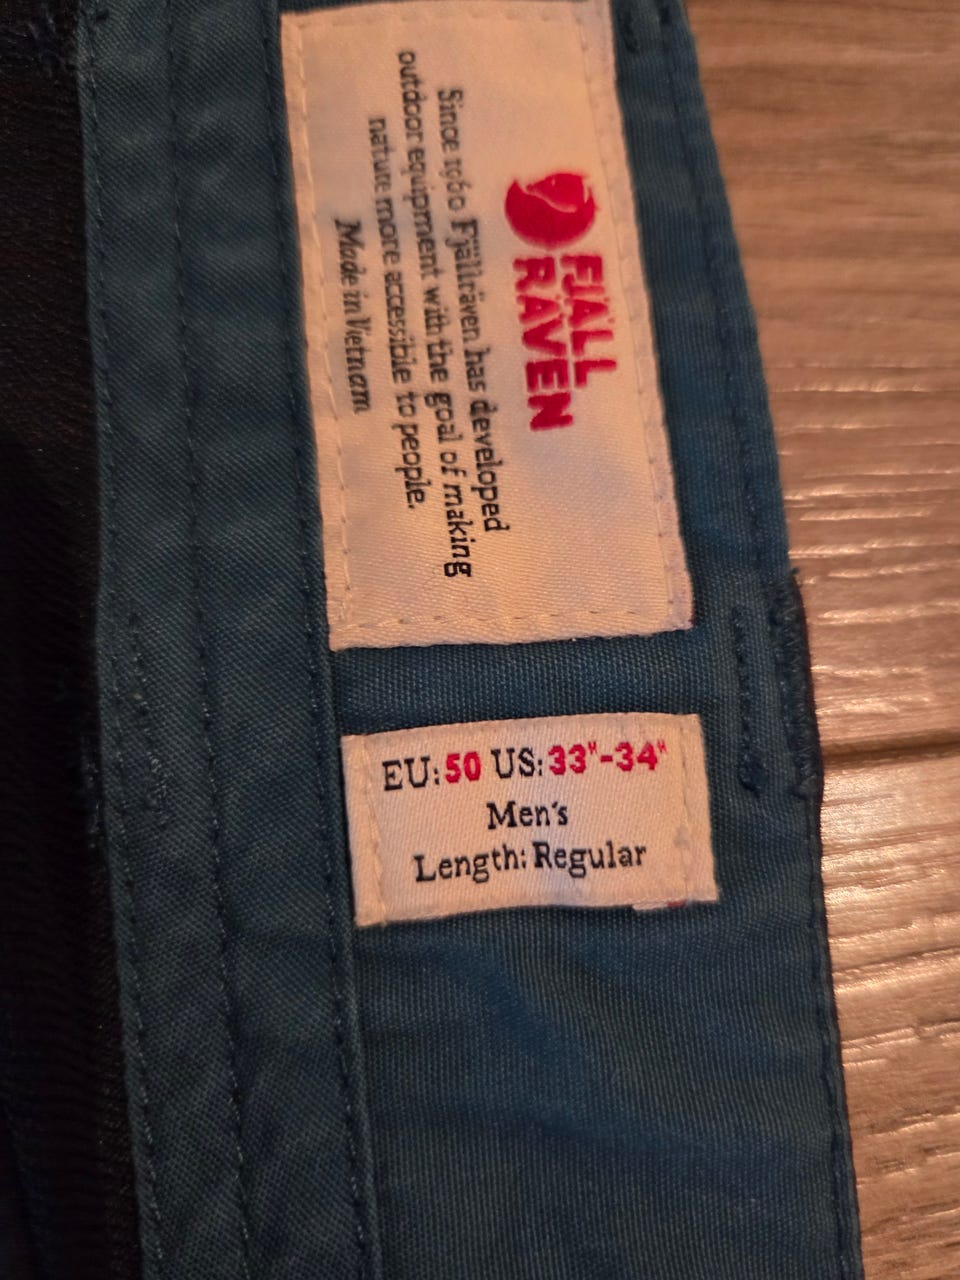 FJÄLL
RÄVEN
Since 1960 Fjällräven has developed
outdoor equipment with the goal of making
nature more accessible to people.
Made in Vietnam
EU: 50 US: 33"-34"
Men's
Length: Regular